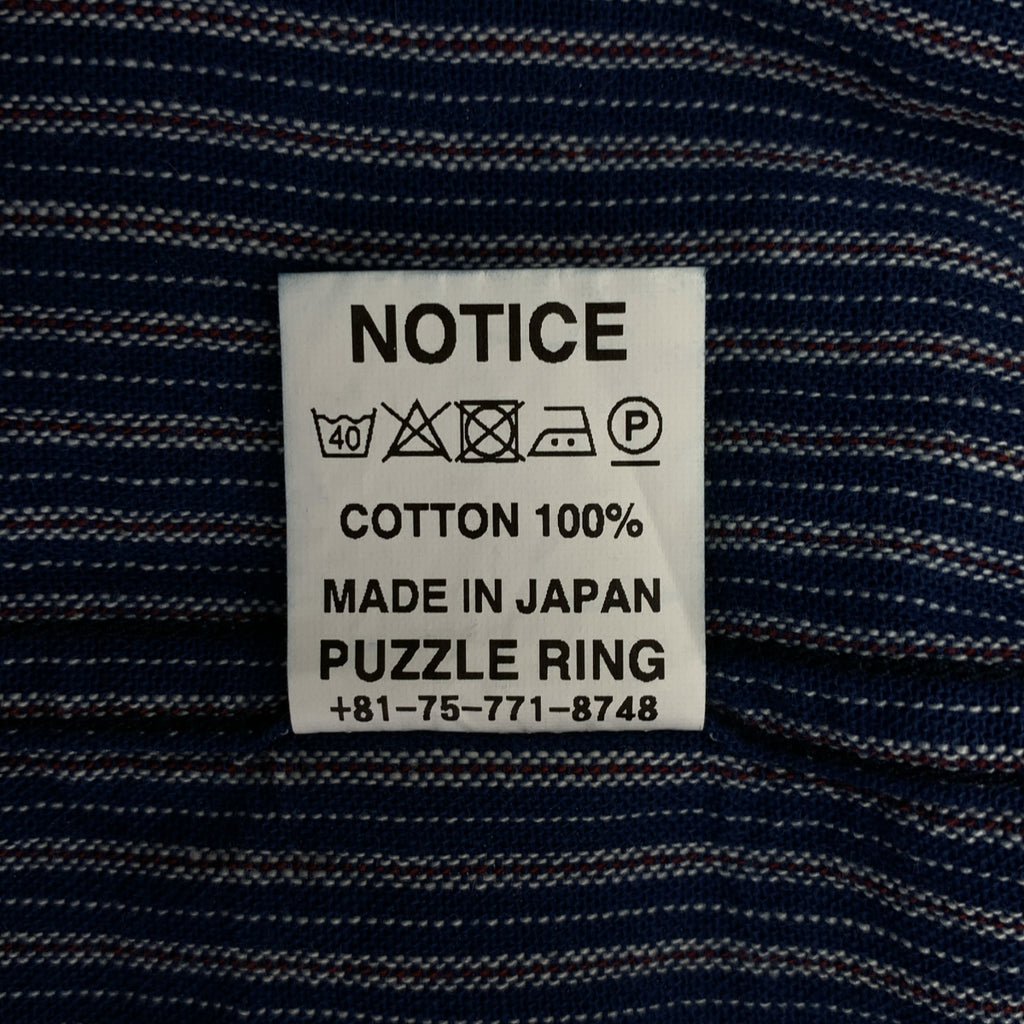 NOTICE
40 P
COTTON 100%
MADE IN JAPAN
PUZZLE RING
+81-75-771-8748